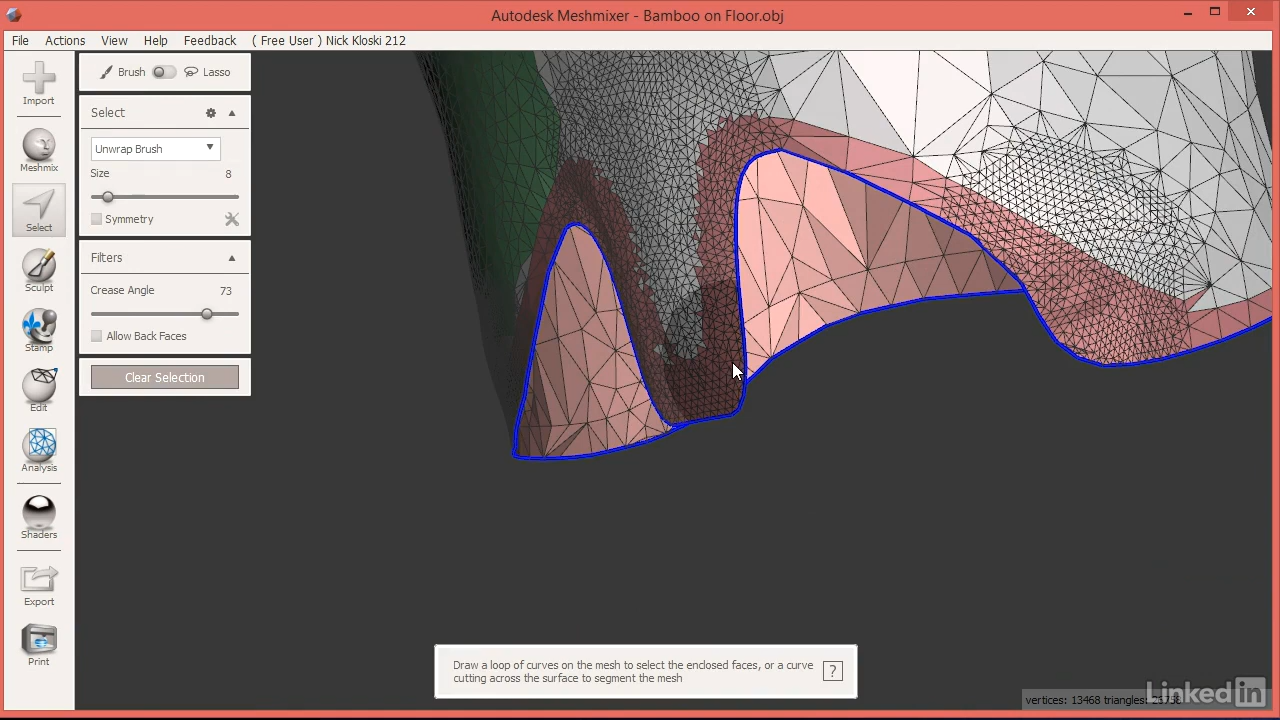 Autodesk Meshmixer - Bamboo on Floor.obj
File Actions View Help Feedback ( Free User ) Nick Kloski 212
Import
Meshmix
Select
Sculpt
Stamp
Edit
Analysis
Shaders
Export
Print
Brush Lasso
Select
Unwrap Brush
Size 8
Symmetry
Filters
Crease Angle 73
Allow Back Faces
Clear Selection
Draw a loop of curves on the mesh to select the enclosed faces, or a curve
cutting across the surface to segment the mesh
?
vertices: 13468 triangles:
Linked in